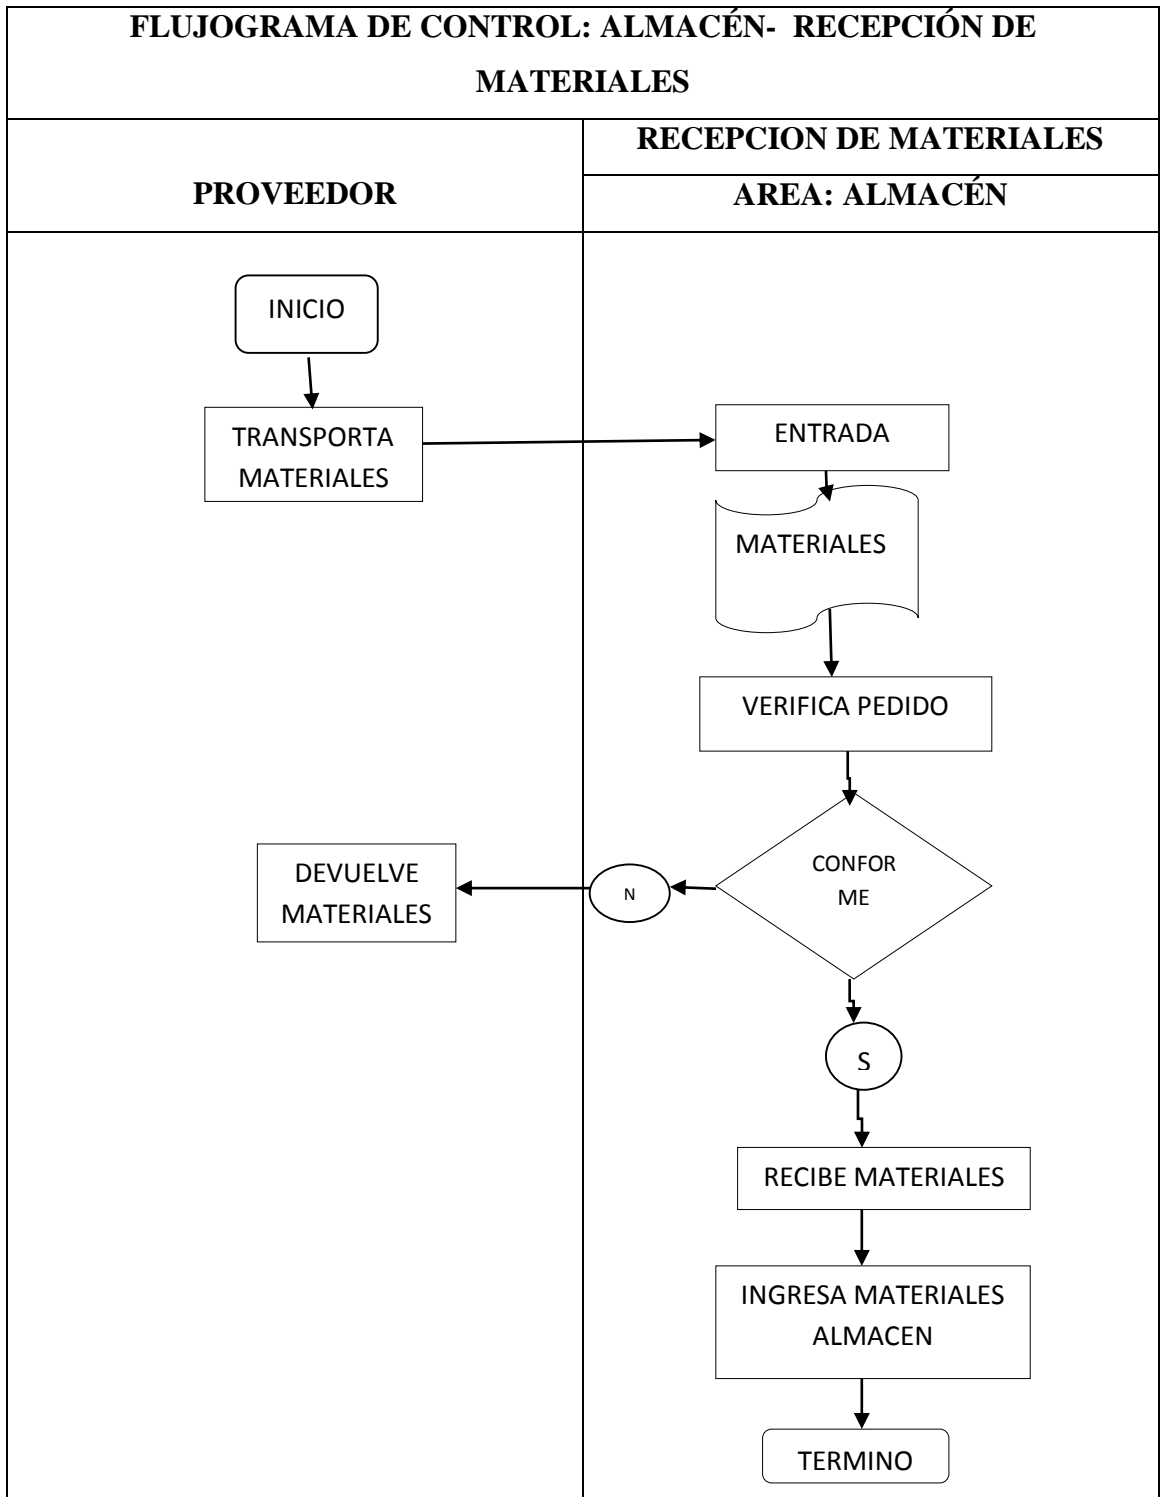 FLUJOGRAMA DE CONTROL: ALMACÉN- RECEPCIÓN DE
MATERIALES
PROVEEDOR
RECEPCION DE MATERIALES
AREA: ALMACÉN
INICIO
TRANSPORTA
MATERIALES
ENTRADA
MATERIALES
VERIFICA PEDIDO
CONFOR
ME
N
DEVUELVE
MATERIALES
S
RECIBE MATERIALES
INGRESA MATERIALES
ALMACEN
TERMINO